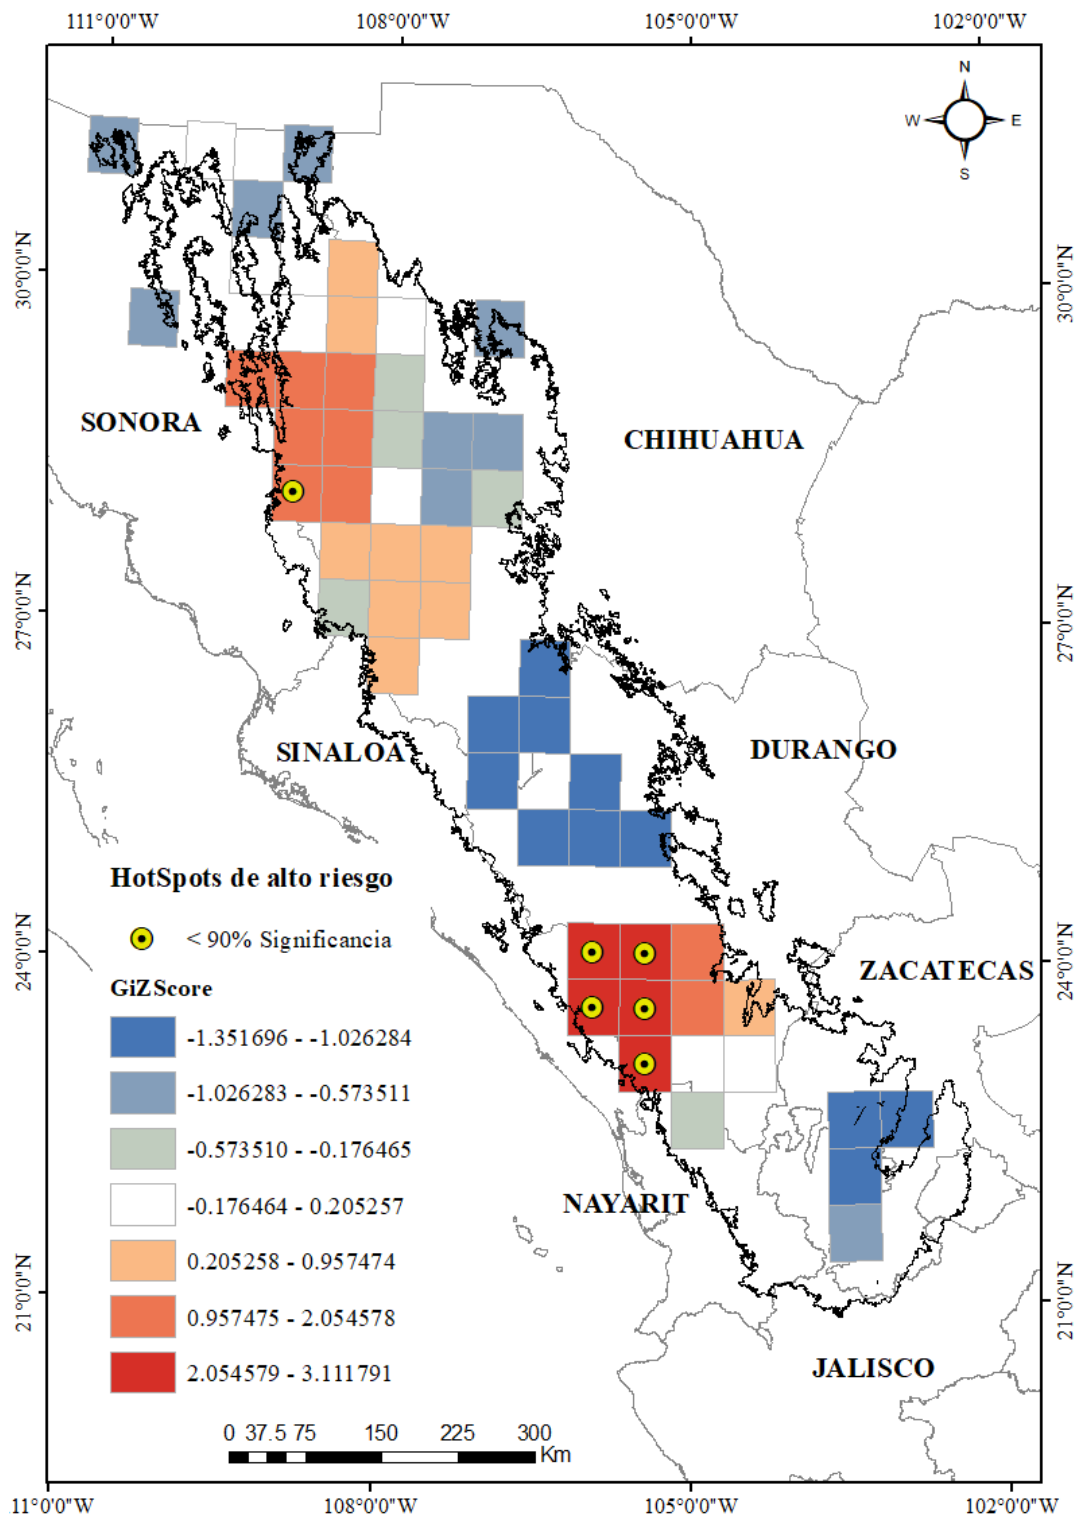 111°0'0"W 108°0'0"W 105°0'0"W 102°0'0"W
N
W E
S
30°0'0"N 30°0'0"N
SONORA
CHIHUAHUA
27°0'0"N 27°0'0"N
SINALOA
DURANGO
HotSpots de alto riesgo
< 90% Significancia
24°0'0"N 24°0'0"N
ZACATECAS
GiZScore
-1.351696 - -1.026284
-1.026283 - -0.573511
-0.573510 - -0.176465
-0.176464 - 0.205257
NAYARIT
0.205258 - 0.957474
21°0'0"N 21°0'0"N
0.957475 - 2.054578
2.054579 - 3.111791
JALISCO
0 37.5 75 150 225 300
Km
11°0'0"W 108°0'0"W 105°0'0"W 102°0'0"W